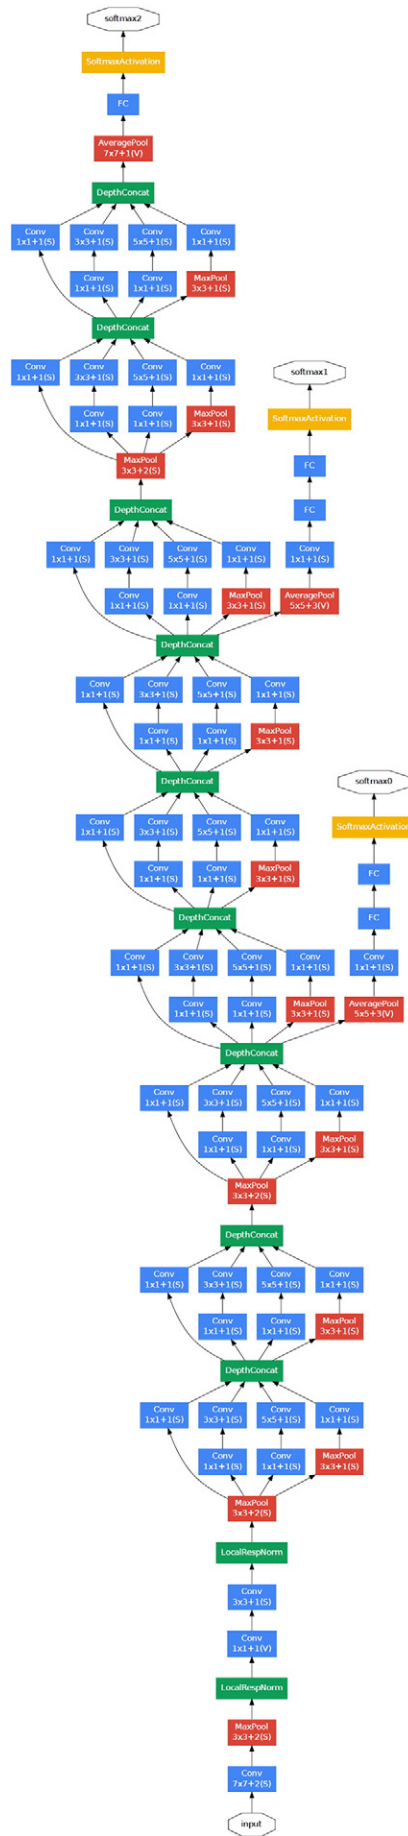 softmax2
SoftmaxActivation
FC
AveragePool
7x7+1(V)
DepthConcat
Conv Conv Conv Conv
1x1+1(S) 3x3+1(S) 5x5+1(S) 1x1+1(S)
Conv Conv MaxPool
1x1+1(S) 1x1+1(S) 3x3+1(S)
DepthConcat
Conv Conv Conv Conv
1x1+1(S) 3x3+1(S) 5x5+1(S) 1x1+1(S)
softmax1
Conv Conv MaxPool
1x1+1(S) 1x1+1(S) 3x3+1(S)
SoftmaxActivation
MaxPool
3x3+2(S)
FC
DepthConcat
FC
Conv Conv Conv Conv Conv
1x1+1(S) 3x3+1(S) 5x5+1(S) 1x1+1(S) 1x1+1(S)
Conv Conv MaxPool AveragePool
1x1+1(S) 1x1+1(S) 3x3+1(S) 5x5+3(V)
DepthConcat
Conv Conv Conv Conv
1x1+1(S) 3x3+1(S) 5x5+1(S) 1x1+1(S)
Conv Conv MaxPool
1x1+1(S) 1x1+1(S) 3x3+1(S)
DepthConcat
softmax0
Conv Conv Conv Conv
1x1+1(S) 3x3+1(S) 5x5+1(S) 1x1+1(S)
SoftmaxActivation
Conv Conv MaxPool
1x1+1(S) 1x1+1(S) 3x3+1(S)
FC
FC
DepthConcat
Conv Conv Conv Conv Conv
1x1+1(S) 3x3+1(S) 5x5+1(S) 1x1+1(S) 1x1+1(S)
Conv Conv MaxPool AveragePool
1x1+1(S) 1x1+1(S) 3x3+1(S) 5x5+3(V)
DepthConcat
Conv Conv Conv Conv
1x1+1(S) 3x3+1(S) 5x5+1(S) 1x1+1(S)
Conv Conv MaxPool
1x1+1(S) 1x1+1(S) 3x3+1(S)
MaxPool
3x3+2(S)
DepthConcat
Conv Conv Conv Conv
1x1+1(S) 3x3+1(S) 5x5+1(S) 1x1+1(S)
Conv Conv MaxPool
1x1+1(S) 1x1+1(S) 3x3+1(S)
DepthConcat
Conv Conv Conv Conv
1x1+1(S) 3x3+1(S) 5x5+1(S) 1x1+1(S)
Conv Conv MaxPool
1x1+1(S) 1x1+1(S) 3x3+1(S)
MaxPool
3x3+2(S)
LocalRespNorm
Conv
3x3+1(S)
Conv
1x1+1(V)
LocalRespNorm
MaxPool
3x3+2(S)
Conv
7x7+2(S)
input